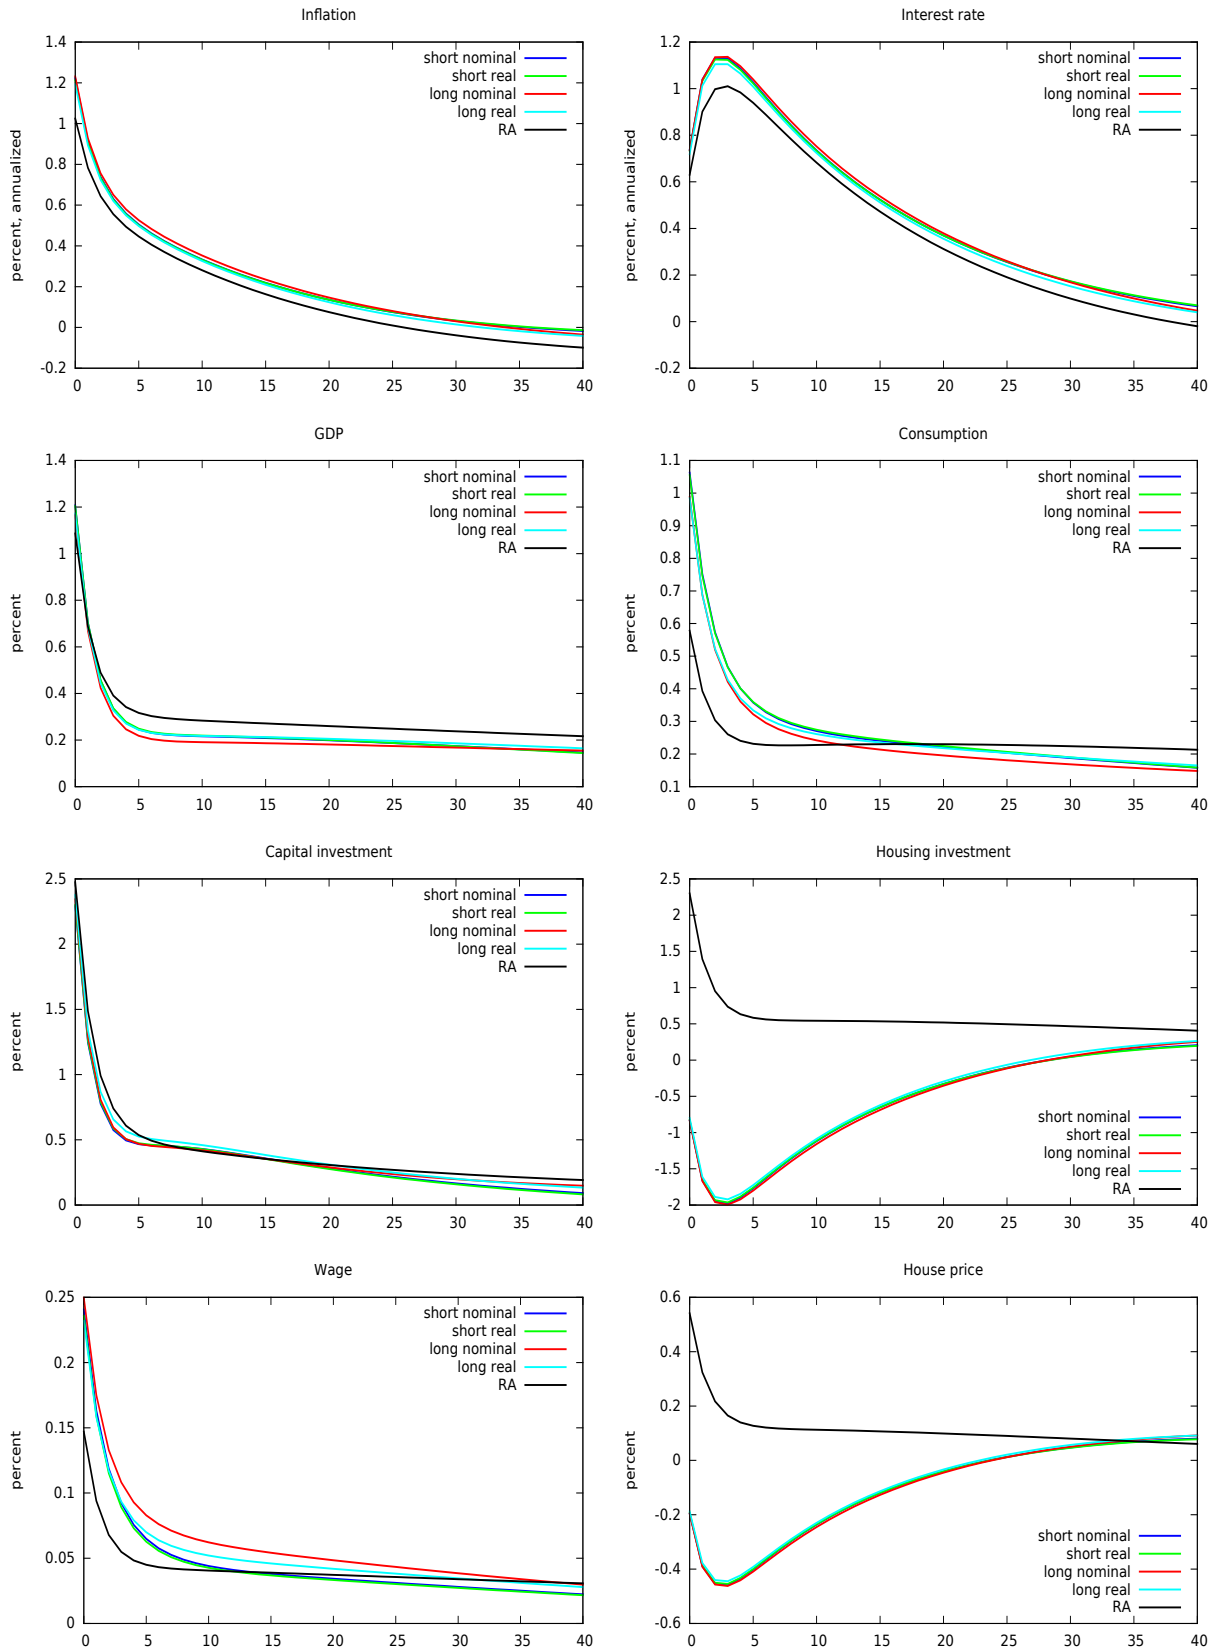 Inflation
percent, annualized
1.4
1.2
1
0.8
0.6
0.4
0.2
0
-0.2
short nominal
short real
long nominal
long real
RA
0 5 10 15 20 25 30 35 40
Interest rate
percent, annualized
1.2
1
0.8
0.6
0.4
0.2
0
-0.2
short nominal
short real
long nominal
long real
RA
0 5 10 15 20 25 30 35 40
GDP
percent
1.4
1.2
1
0.8
0.6
0.4
0.2
0
short nominal
short real
long nominal
long real
RA
0 5 10 15 20 25 30 35 40
Consumption
percent
1.1
1
0.9
0.8
0.7
0.6
0.5
0.4
0.3
0.2
0.1
short nominal
short real
long nominal
long real
RA
0 5 10 15 20 25 30 35 40
Capital investment
percent
2.5
2
1.5
1
0.5
0
short nominal
short real
long nominal
long real
RA
0 5 10 15 20 25 30 35 40
Housing investment
percent
2.5
2
1.5
1
0.5
0
-0.5
-1
-1.5
-2
short nominal
short real
long nominal
long real
RA
0 5 10 15 20 25 30 35 40
Wage
percent
0.25
0.2
0.15
0.1
0.05
0
short nominal
short real
long nominal
long real
RA
0 5 10 15 20 25 30 35 40
House price
percent
0.6
0.4
0.2
0
-0.2
-0.4
-0.6
short nominal
short real
long nominal
long real
RA
0 5 10 15 20 25 30 35 40